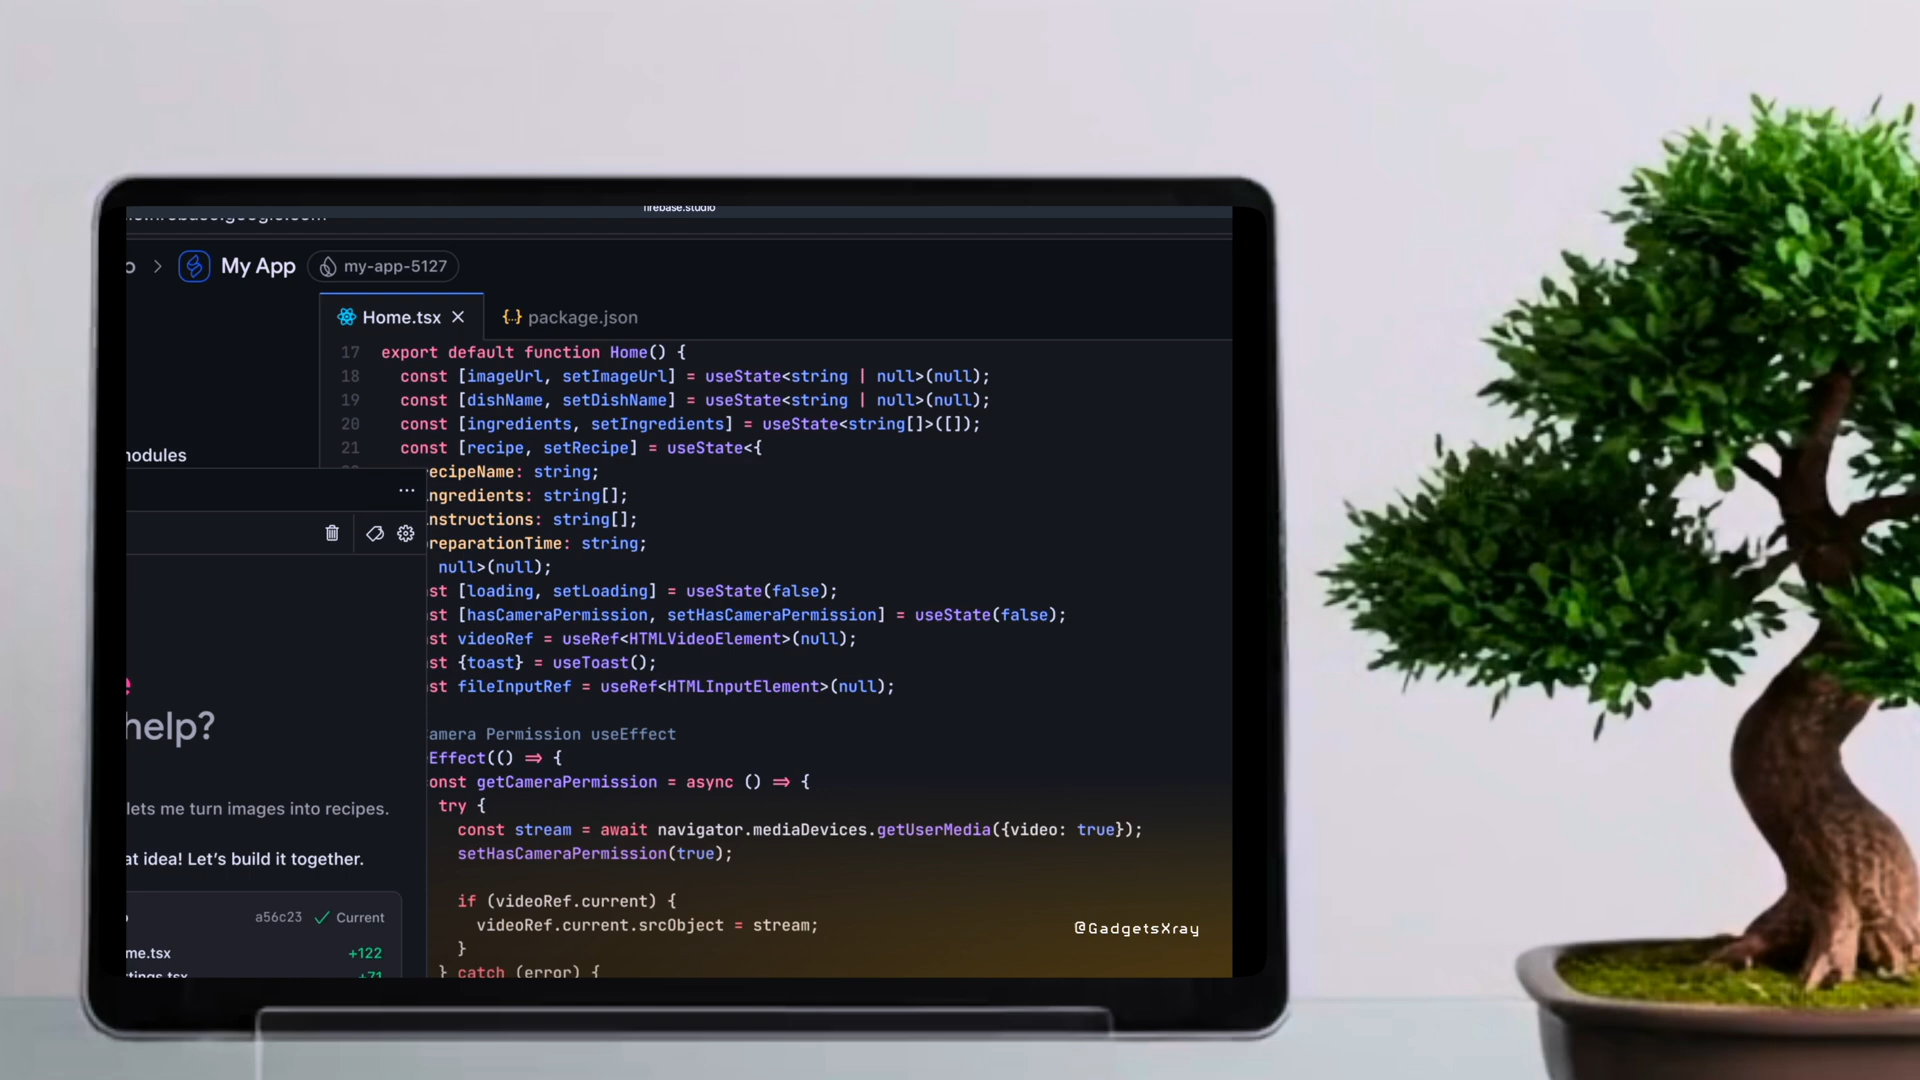 firebase.studio
My App my-app-5127
Home.tsx package.json
17 export default function Home() {
18 const [imageUrl, setImageUrl] = useState<string | null>(null);
19 const [dishName, setDishName] = useState<string | null>(null);
20 const [ingredients, setIngredients] = useState<string[]>([]);
21 const [recipe, setRecipe] = useState<{
ecipeName: string;
ngredients: string[];
nstructions: string[];
reparationTime: string;
null>(null);
st [loading, setLoading] = useState(false);
st [hasCameraPermission, setHasCameraPermission] = useState(false);
st videoRef = useRef<HTMLVideoElement>(null);
st {toast} = useToast();
st fileInputRef = useRef<HTMLInputElement>(null);
amera Permission useEffect
Effect(() => {
onst getCameraPermission = async () => {
try {
const stream = await navigator.mediaDevices.getUserMedia({video: true});
setHasCameraPermission(true);
if (videoRef.current) {
videoRef.current.srcObject = stream;
}
} catch (error) {
nodules
...
e
help?
lets me turn images into recipes.
at idea! Let's build it together.
a56c23 Current
me.tsx +122
tings.tsx +71
@GadgetsXray